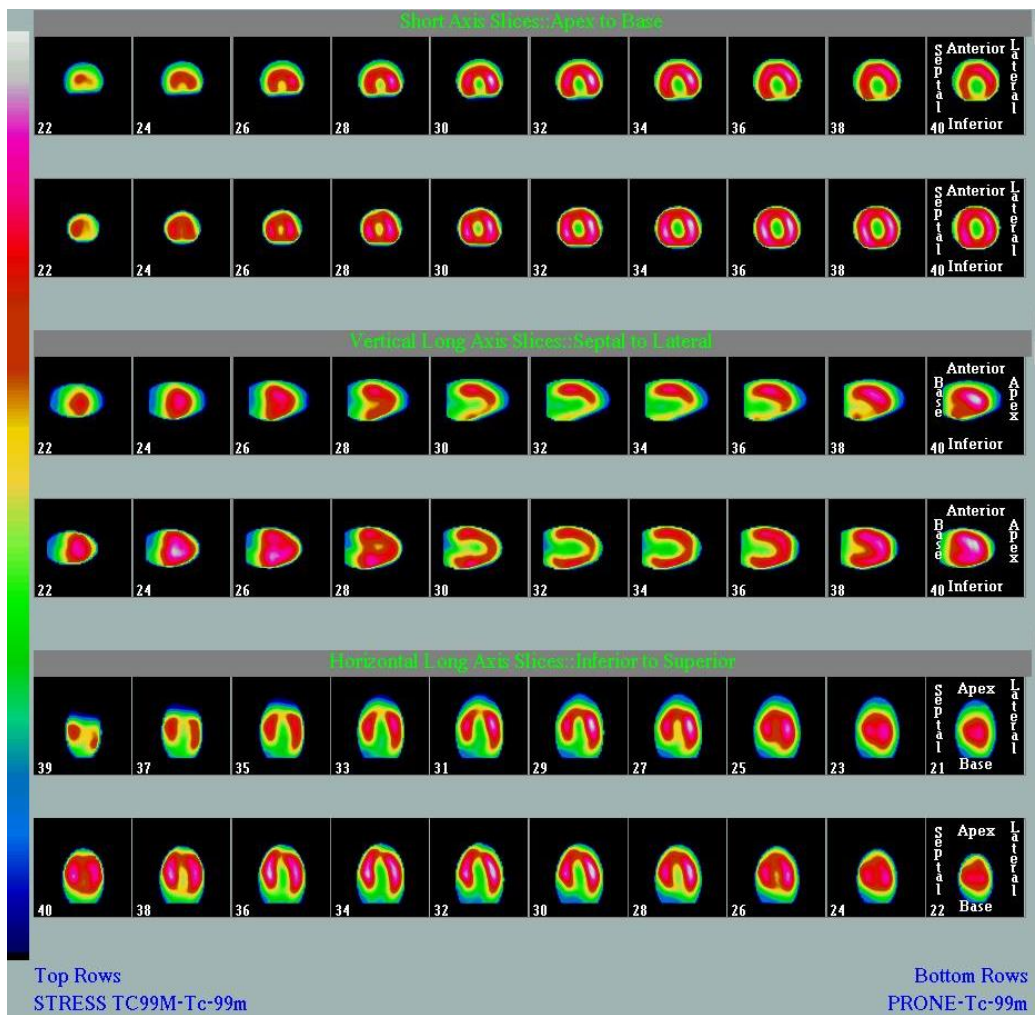 Short Axis Slices::Apex to Base
22 24 26 28 30 32 34 36 38 40
Septal Anterior Lateral
Inferior
22 24 26 28 30 32 34 36 38 40
Septal Anterior Lateral
Inferior
Vertical Long Axis Slices::Septal to Lateral
22 24 26 28 30 32 34 36 38 40
Base Anterior Apex
Inferior
22 24 26 28 30 32 34 36 38 40
Base Anterior Apex
Inferior
Horizontal Long Axis Slices::Inferior to Superior
39 37 35 33 31 29 27 25 23 21
Septal Apex Lateral
Base
40 38 36 34 32 30 28 26 24 22
Septal Apex Lateral
Base
Top Rows Bottom Rows
STRESS TC99M-Tc-99m PRONE-Tc-99m